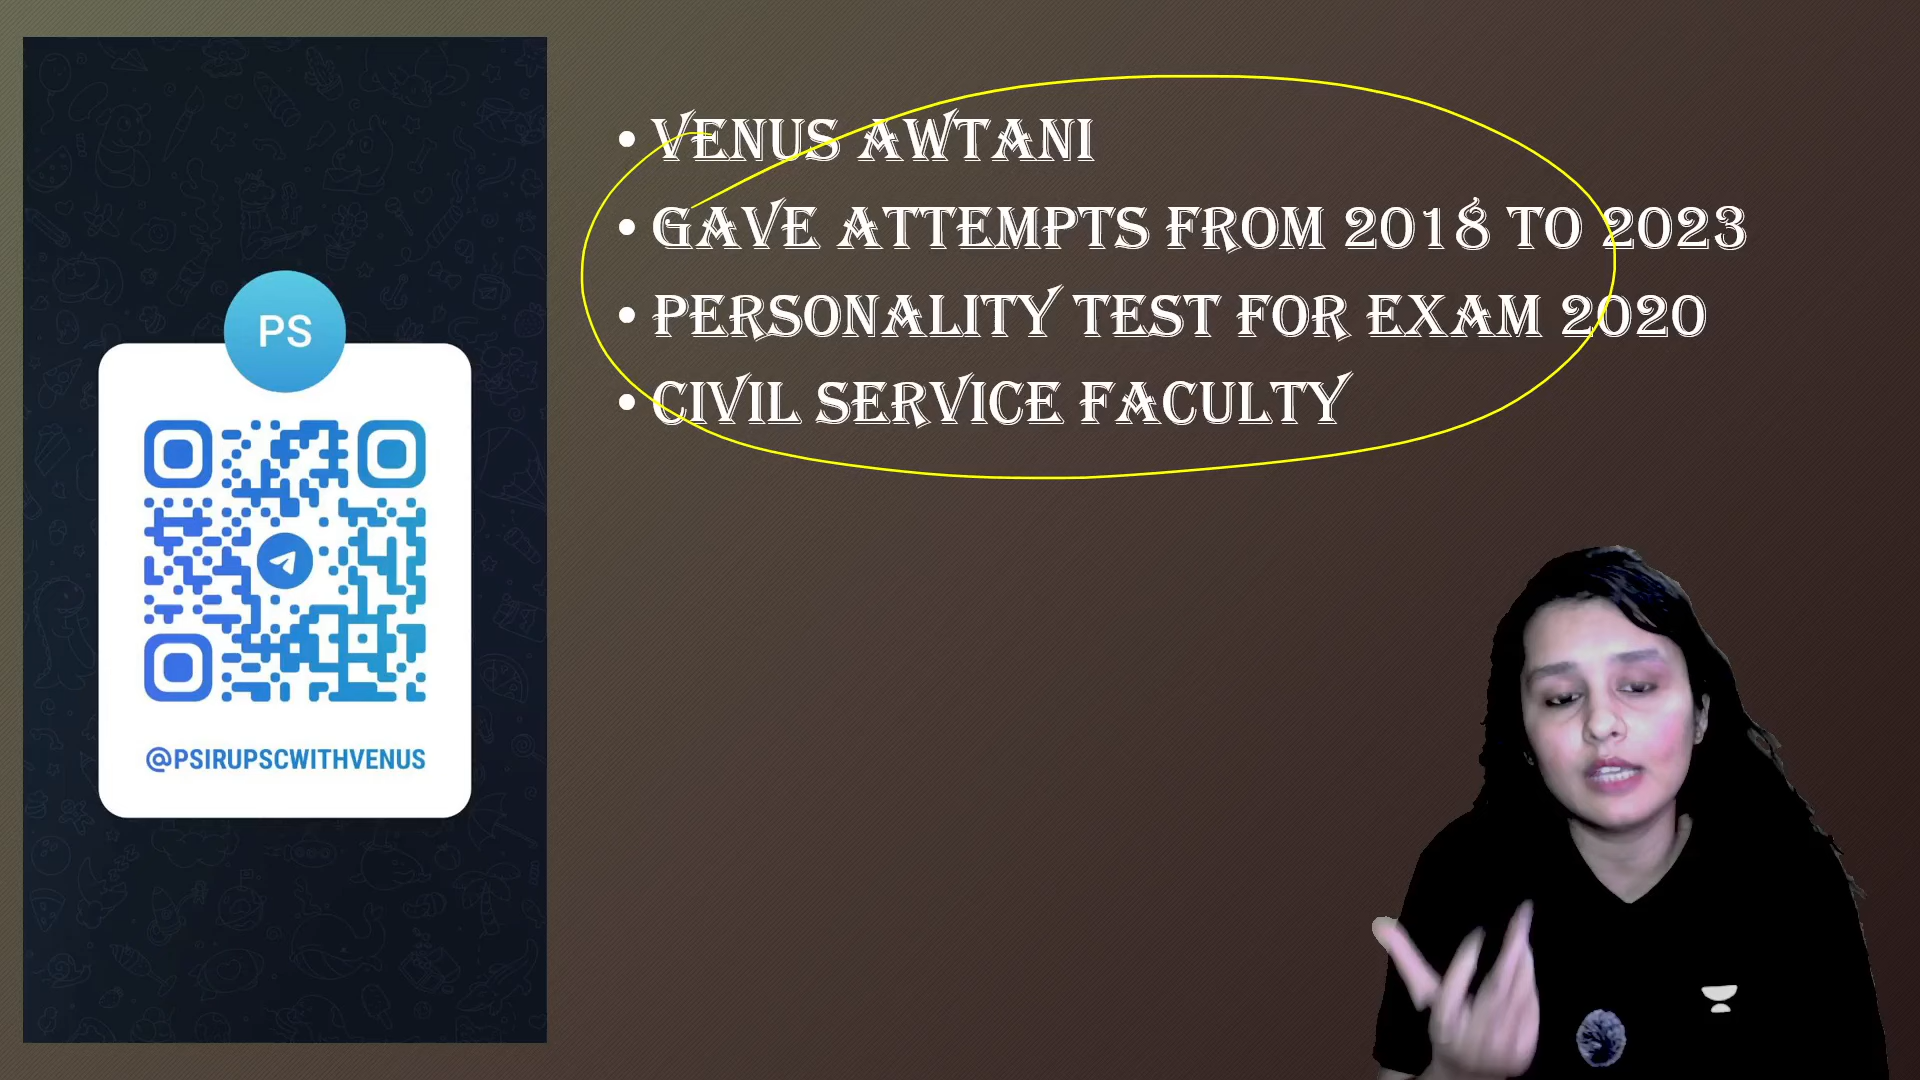 PS
@PSIRUPSCWITHVENUS
• VENUS AWTANI
• GAVE ATTEMPTS FROM 2018 TO 2023
• PERSONALITY TEST FOR EXAM 2020
• CIVIL SERVICE FACULTY